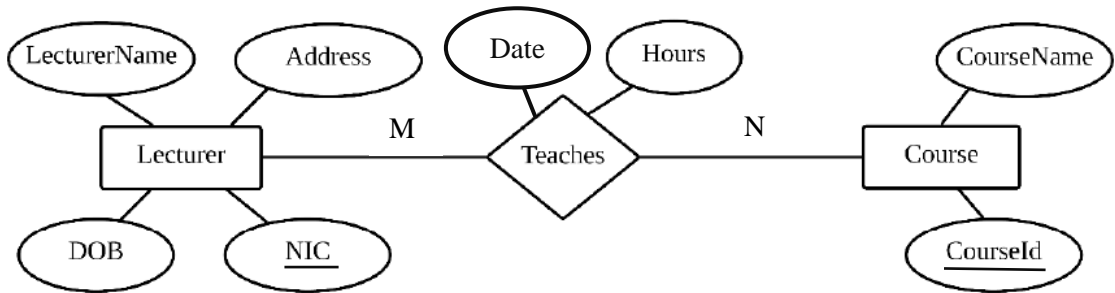 LecturerName
Address
Date
Hours
CourseName
Lecturer
M
Teaches
N
Course
DOB
NIC
CourseId